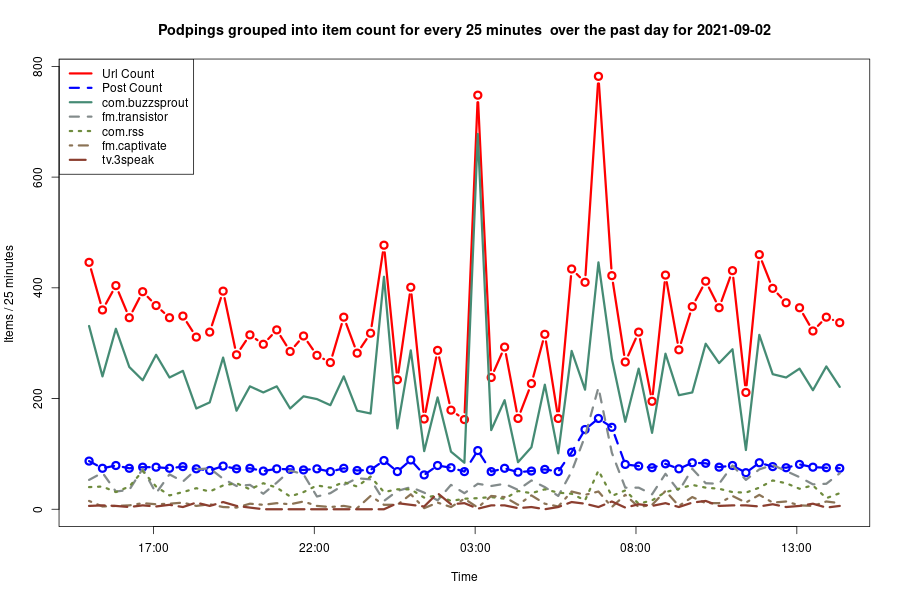 Podpings grouped into item count for every 25 minutes  over the past day for 2021-09-02
Url Count
Post Count
com.buzzsprout
fm.transistor
com.rss
fm.captivate
tv.3speak
Items / 25 minutes
800
600
400
200
0
17:00
22:00
03:00
08:00
13:00
Time